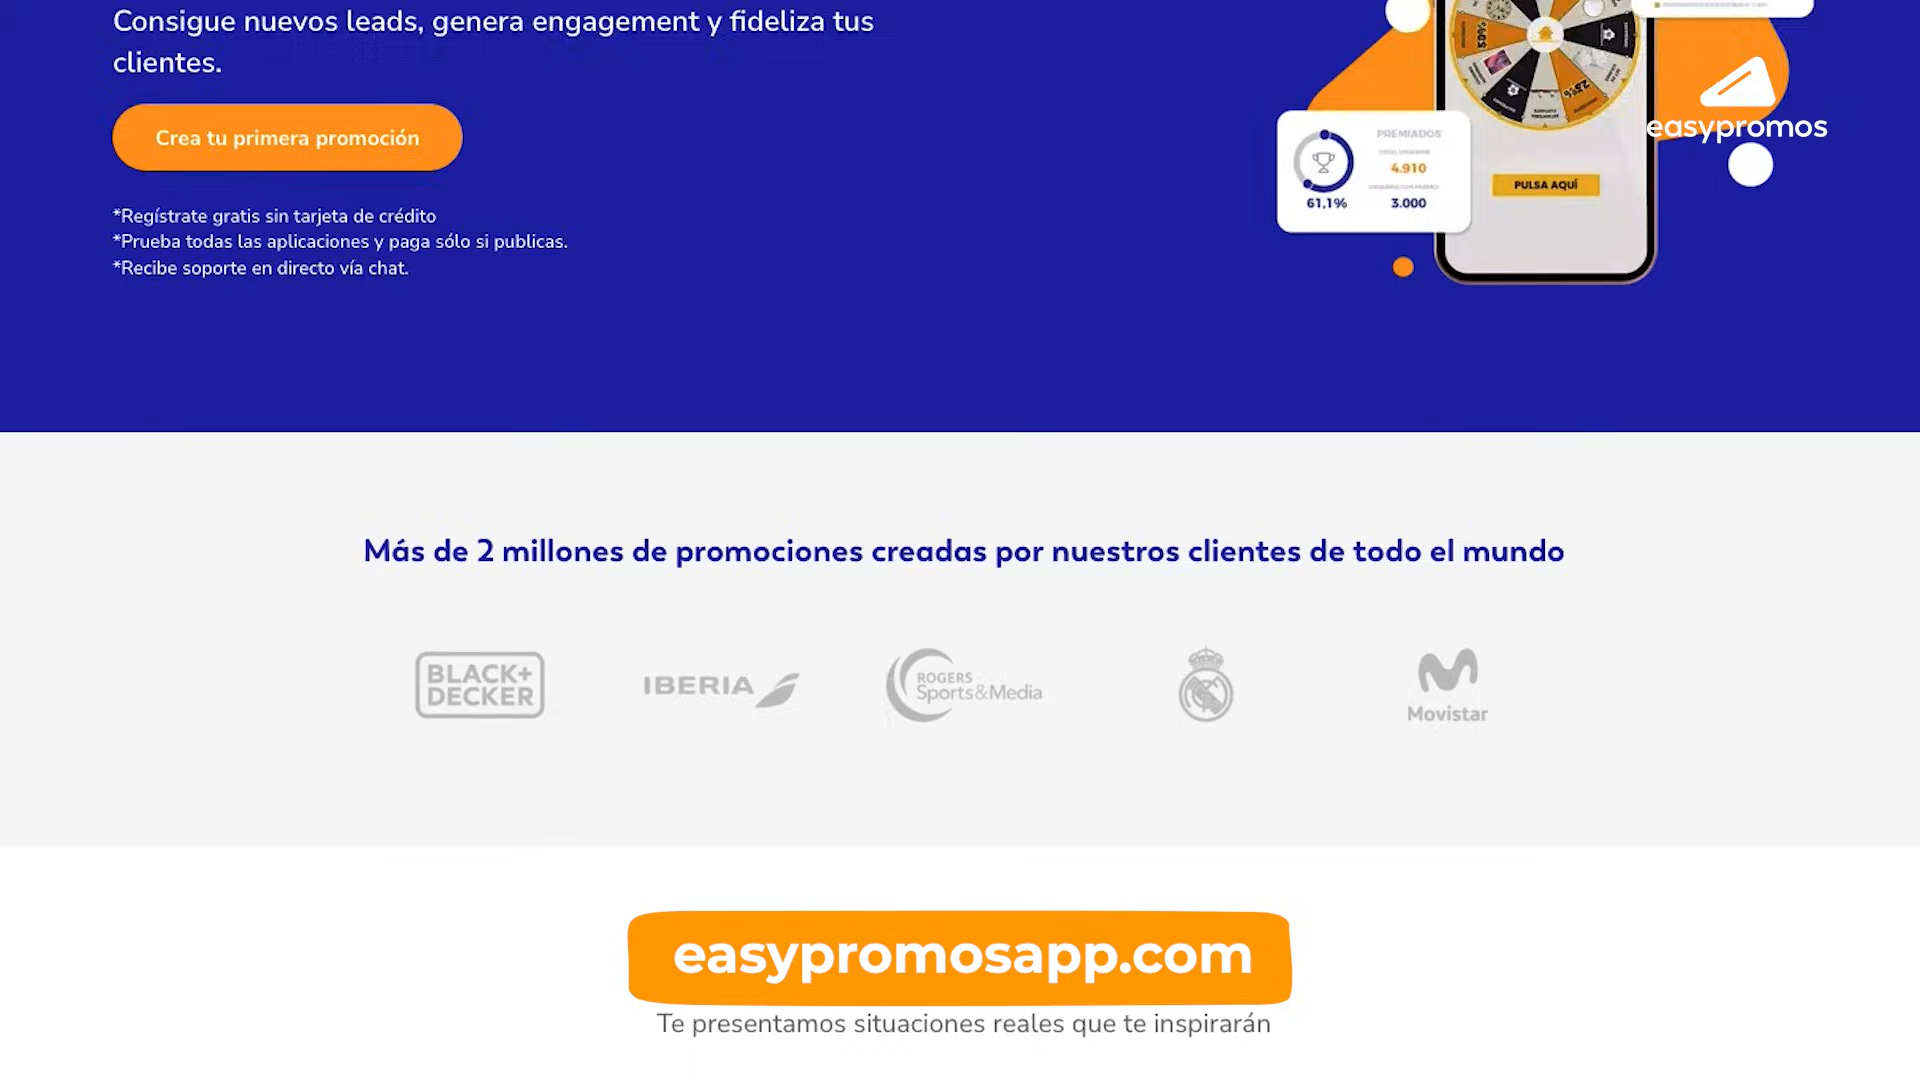 Consigue nuevos leads, genera engagement y fideliza tus
clientes.
Crea tu primera promoción
*Regístrate gratis sin tarjeta de crédito
*Prueba todas las aplicaciones y paga sólo si publicas.
*Recibe soporte en directo vía chat.
50%
25%
easypromos
PREMIADOS
4.910
61,1%
3.000
PULSA AQUÍ
Más de 2 millones de promociones creadas por nuestros clientes de todo el mundo
BLACK+
DECKER
IBERIA
ROGERS
Sports&Media
Movistar
easypromosapp.com
Te presentamos situaciones reales que te inspirarán